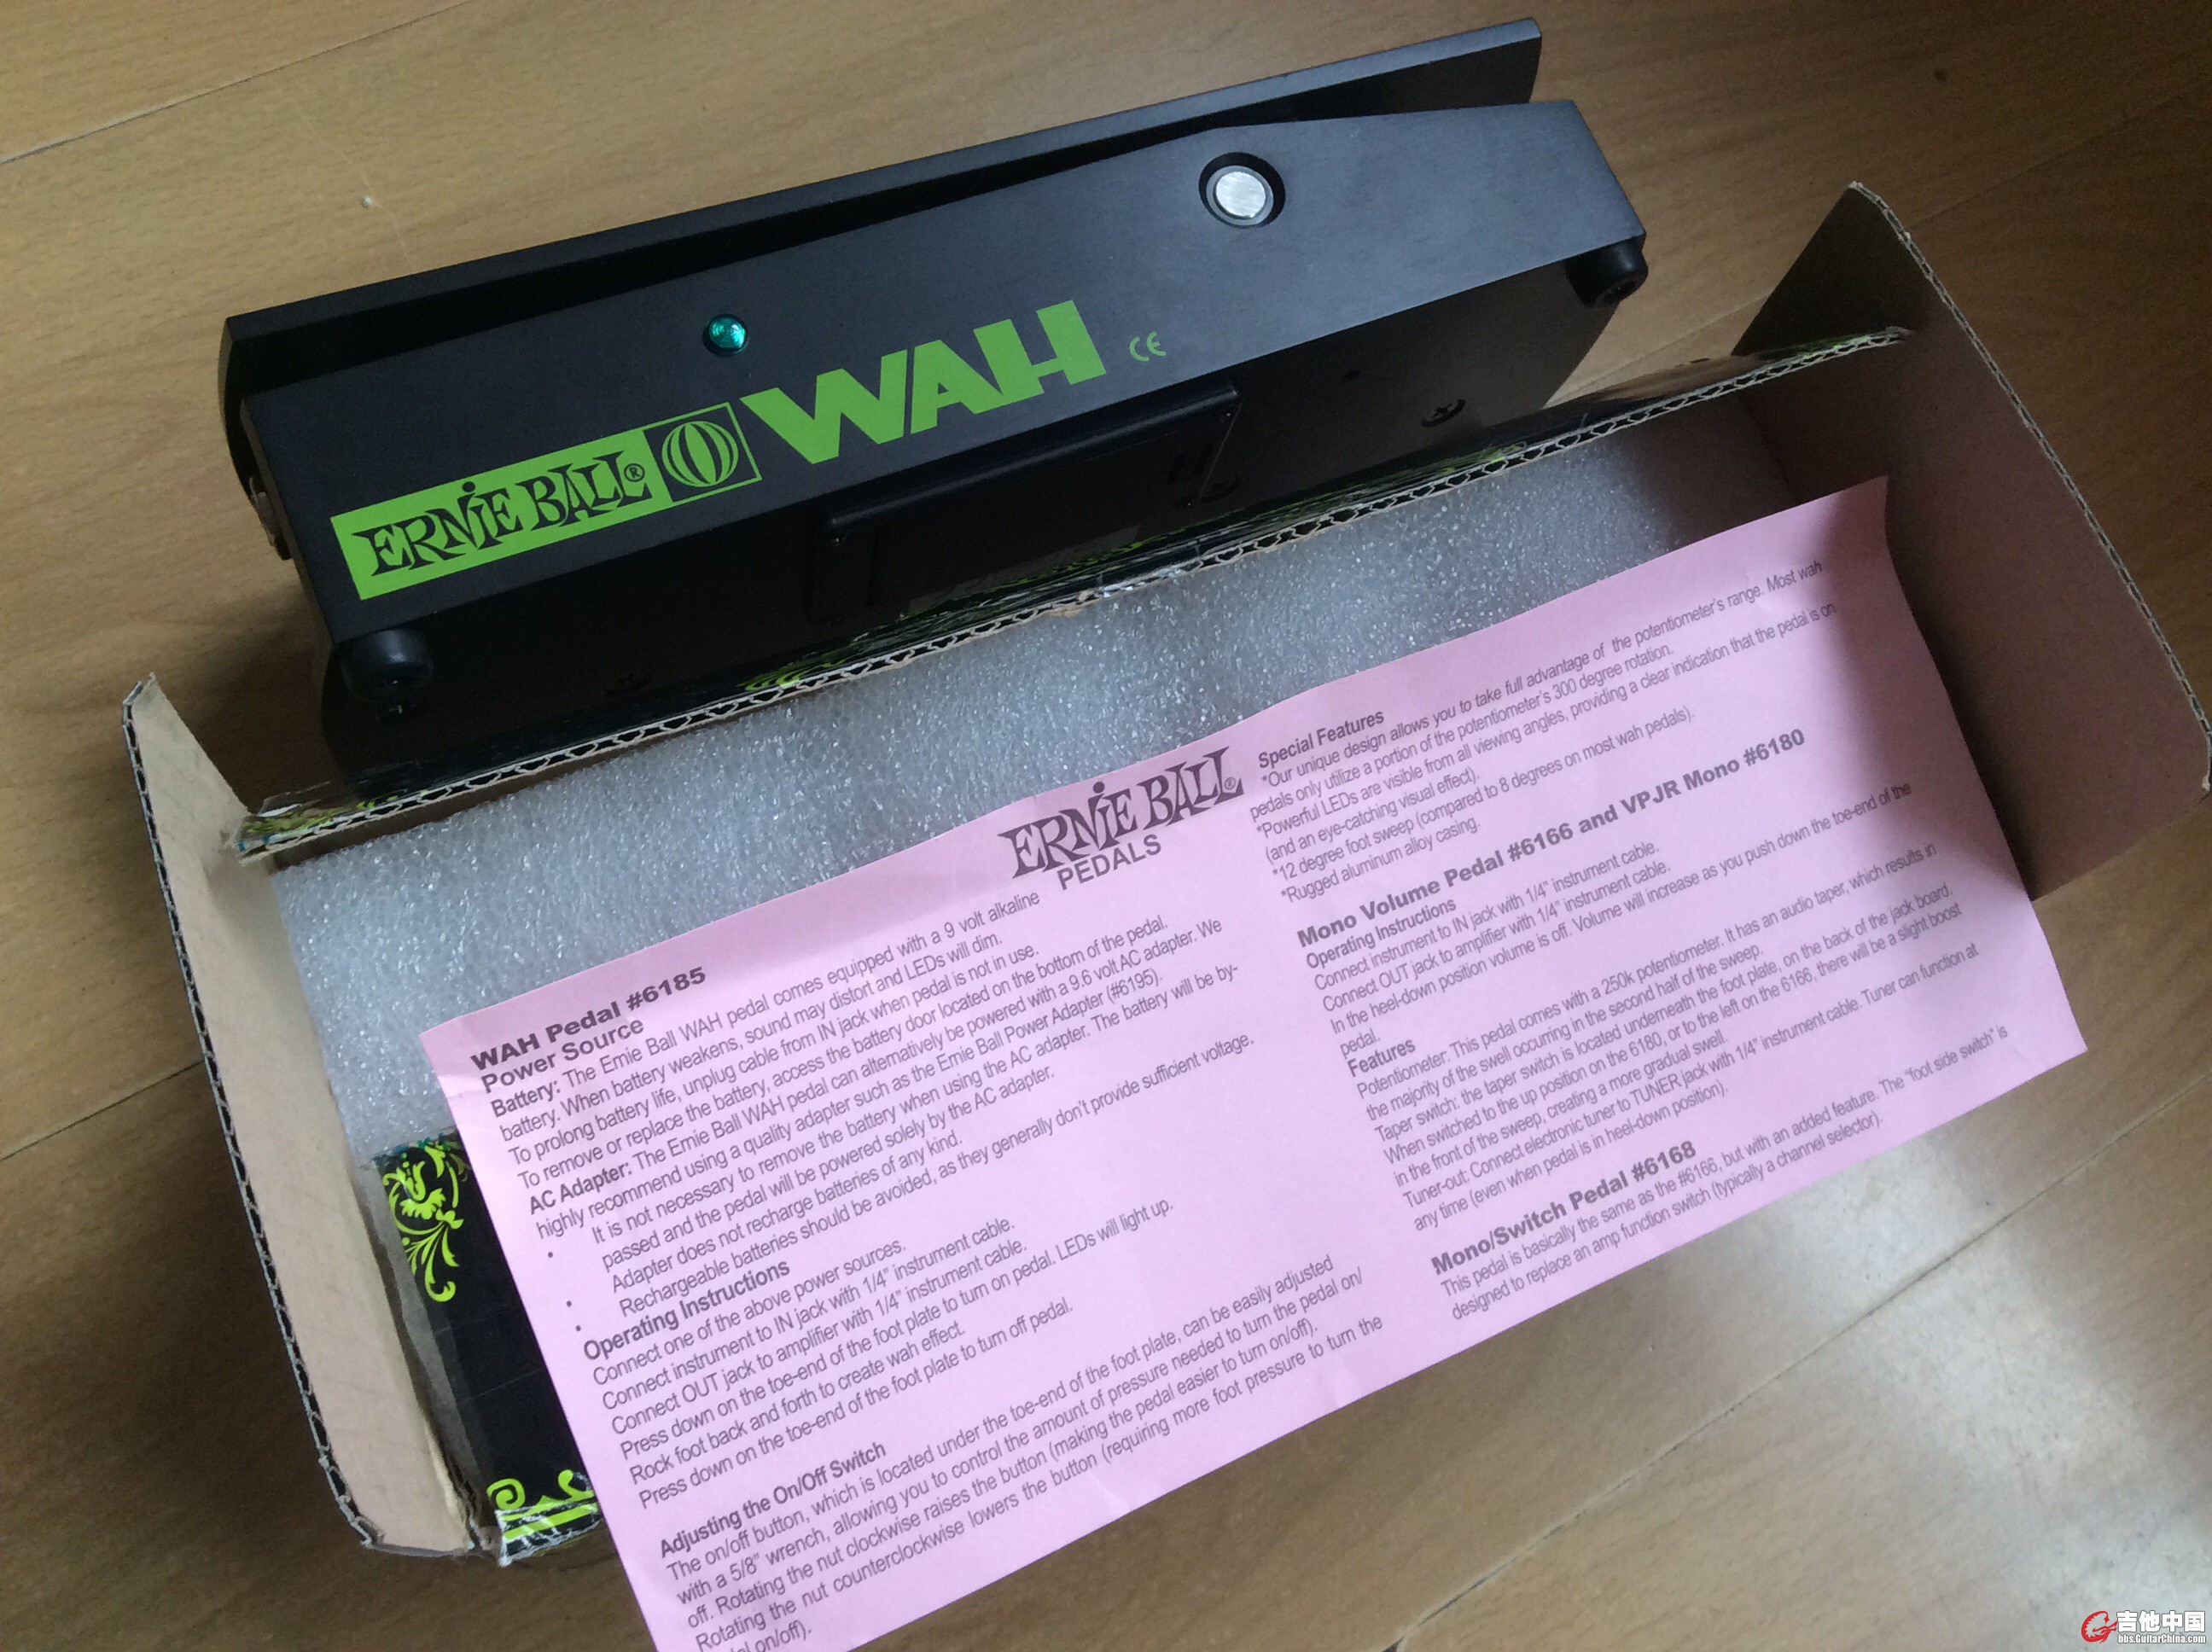 ERNIE BALL® WAH CE
ERNIE BALL®
PEDALS
WAH Pedal #6185
Power Source
Battery: The Ernie Ball WAH pedal comes equipped with a 9 volt alkaline
battery. When battery weakens, sound may distort and LEDs will dim.
To prolong battery life, unplug cable from IN jack when pedal is not in use.
To remove or replace the battery, access the battery door located on the bottom of the pedal.
AC Adapter: The Ernie Ball WAH pedal can alternatively be powered with a 9.6 volt AC adapter. We
highly recommend using a quality adapter such as the Ernie Ball Power Adapter (#6195).
• It is not necessary to remove the battery when using the AC adapter. The battery will be by-
passed and the pedal will be powered solely by the AC adapter.
• Adapter does not recharge batteries of any kind.
• Rechargeable batteries should be avoided, as they generally don't provide sufficient voltage.
Operating Instructions
Connect one of the above power sources.
Connect instrument to IN jack with 1/4" instrument cable.
Connect OUT jack to amplifier with 1/4" instrument cable.
Press down on the toe-end of the foot plate to turn on pedal. LEDs will light up.
Rock foot back and forth to create wah effect.
Press down on the toe-end of the foot plate to turn off pedal.
Adjusting the On/Off Switch
The on/off button, which is located under the toe-end of the foot plate, can be easily adjusted
with a 5/8" wrench, allowing you to control the amount of pressure needed to turn the pedal on/
off. Rotating the nut clockwise raises the button (making the pedal easier to turn on/off).
Rotating the nut counterclockwise lowers the button (requiring more foot pressure to turn the
on/off).
Special Features
*Our unique design allows you to take full advantage of the potentiometer's range. Most wah
pedals only utilize a portion of the potentiometer's 300 degree rotation.
*Powerful LEDs are visible from all viewing angles, providing a clear indication that the pedal is on
(and an eye-catching visual effect).
*12 degree foot sweep (compared to 8 degrees on most wah pedals).
*Rugged aluminum alloy casing.
Mono Volume Pedal #6166 and VPJR Mono #6180
Operating Instructions
Connect instrument to IN jack with 1/4" instrument cable.
Connect OUT jack to amplifier with 1/4" instrument cable.
In the heel-down position volume is off. Volume will increase as you push down the toe-end of the
pedal.
Features
Potentiometer: This pedal comes with a 250k potentiometer. It has an audio taper, which results in
the majority of the swell occurring in the second half of the sweep.
Taper switch: the taper switch is located underneath the foot plate, on the back of the jack board.
When switched to the up position on the 6180, or to the left on the 6166, there will be a slight boost
in the front of the sweep, creating a more gradual swell.
Tuner-out: Connect electronic tuner to TUNER jack with 1/4" instrument cable. Tuner can function at
any time (even when pedal is in heel-down position).
Mono/Switch Pedal #6168
This pedal is basically the same as the #6166, but with an added feature. The "foot side switch" is
designed to replace an amp function switch (typically a channel selector).
吉他中国
bbs.GuitarChina.com